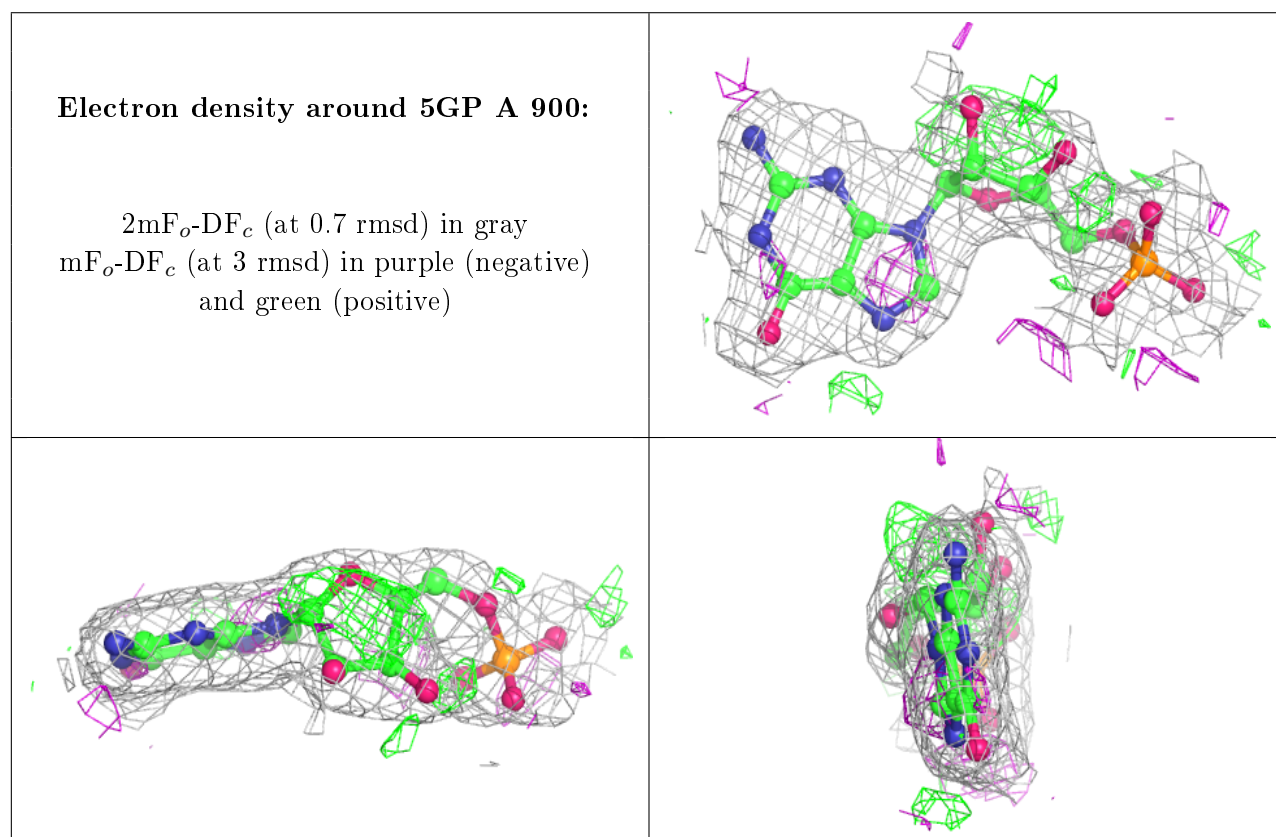 Electron density around 5GP A 900:
2mFo-DFc (at 0.7 rmsd) in gray
mFo-DFc (at 3 rmsd) in purple (negative)
and green (positive)